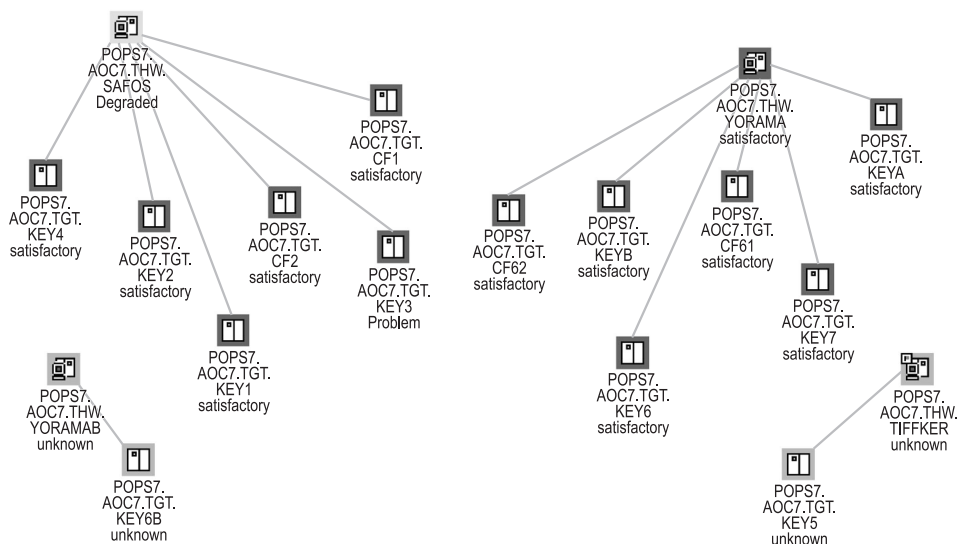 POPS7.
AOC7.THW.
SAFOS
Degraded
POPS7.
AOC7.TGT.
CF1
satisfactory
POPS7.
AOC7.TGT.
KEY4
satisfactory
POPS7.
AOC7.TGT.
KEY2
satisfactory
POPS7.
AOC7.TGT.
CF2
satisfactory
POPS7.
AOC7.TGT.
KEY3
Problem
POPS7.
AOC7.TGT.
KEY1
satisfactory
POPS7.
AOC7.THW.
YORAMAB
unknown
POPS7.
AOC7.TGT.
KEY6B
unknown
POPS7.
AOC7.THW.
YORAMA
satisfactory
POPS7.
AOC7.TGT.
KEYA
satisfactory
POPS7.
AOC7.TGT.
CF62
satisfactory
POPS7.
AOC7.TGT.
KEYB
satisfactory
POPS7.
AOC7.TGT.
CF61
satisfactory
POPS7.
AOC7.TGT.
KEY7
satisfactory
POPS7.
AOC7.TGT.
KEY6
satisfactory
F
POPS7.
AOC7.THW.
TIFFKER
unknown
POPS7.
AOC7.TGT.
KEY5
unknown